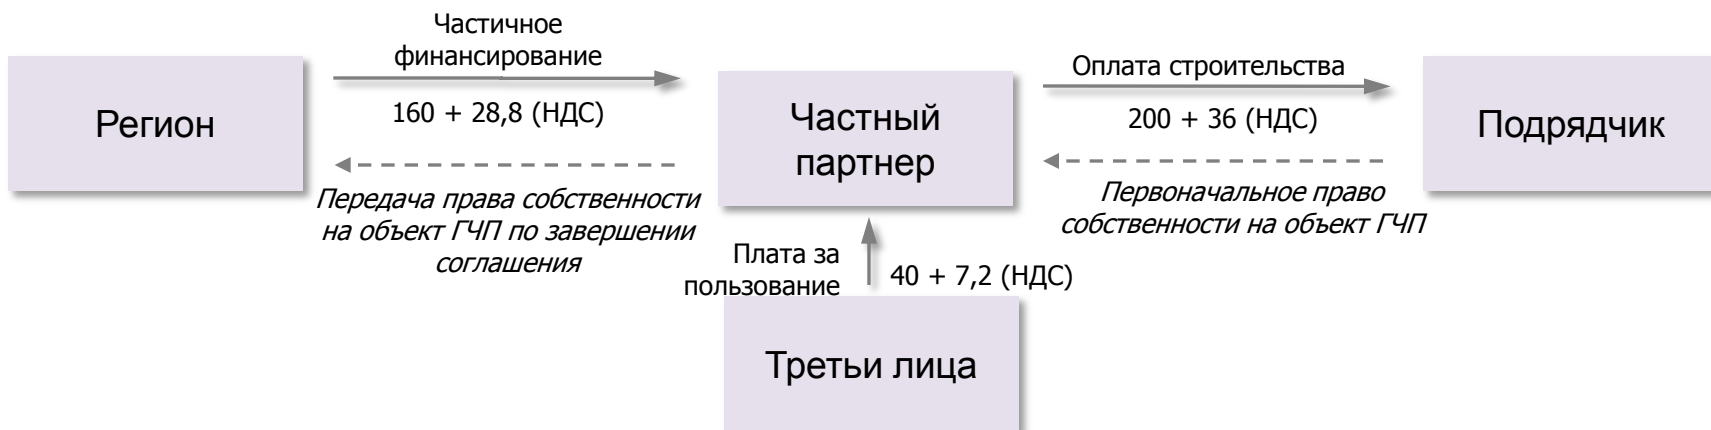 Регион
Частичное
финансирование
160 + 28,8 (НДС)
Передача права собственности
на объект ГЧП по завершении
соглашения
Частный
партнер
Оплата строительства
200 + 36 (НДС)
Первоначальное право
собственности на объект ГЧП
Подрядчик
Плата за
пользование
40 + 7,2 (НДС)
Третьи лица